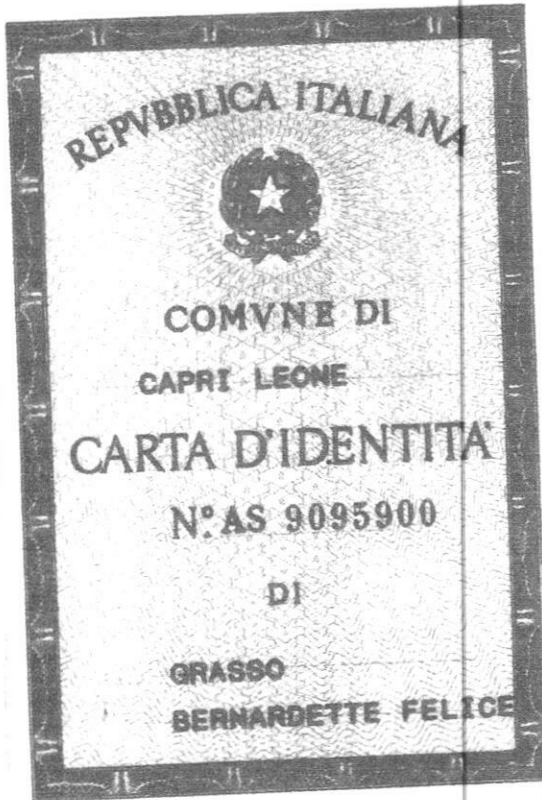 REPVBBLICA ITALIANA
COMVNE DI
CAPRI LEONE
CARTA D'IDENTITA'
N° AS 9095900
DI
GRASSO
BERNARDETTE FELICE